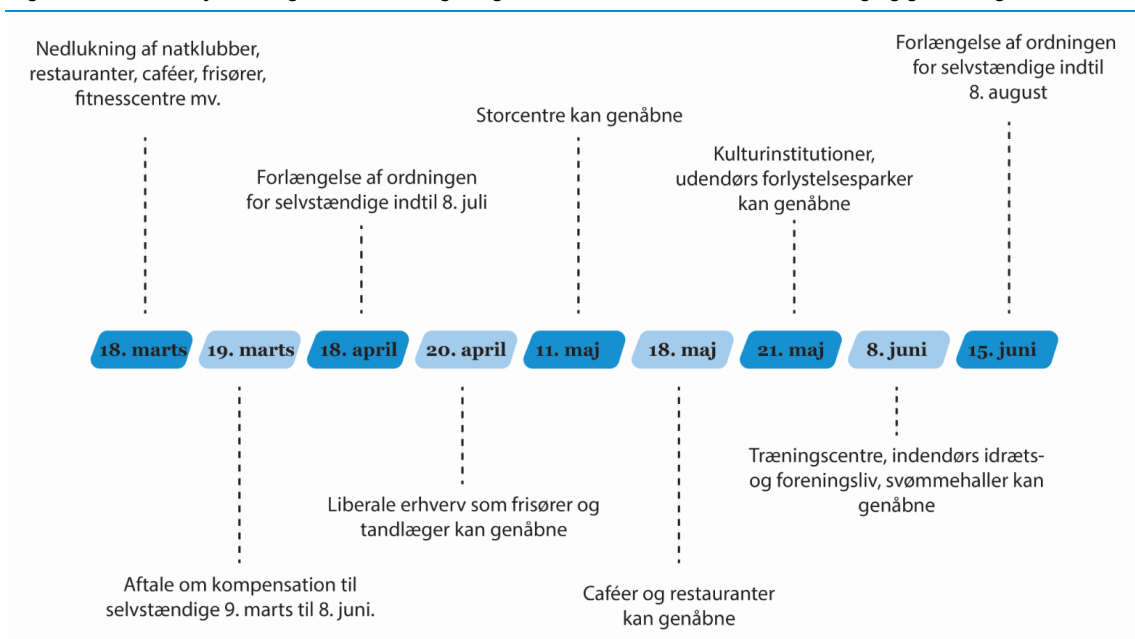 Nedlukning af natklubber,
restauranter, caféer, frisører,
fitnesscentre mv.
Forlængelse af ordningen
for selvstændige indtil 8. juli
Storcentre kan genåbne
Kulturinstitutioner,
udendørs forlystelsesparker
kan genåbne
Forlængelse af ordningen
for selvstændige indtil
8. august
18. marts
19. marts
18. april
20. april
11. maj
18. maj
21. maj
8. juni
15. juni
Aftale om kompensation til
selvstændige 9. marts til 8. juni.
Liberale erhverv som frisører og
tandlæger kan genåbne
Caféer og restauranter
kan genåbne
Træningscentre, indendørs idræts-
og foreningsliv, svømmehaller kan
genåbne